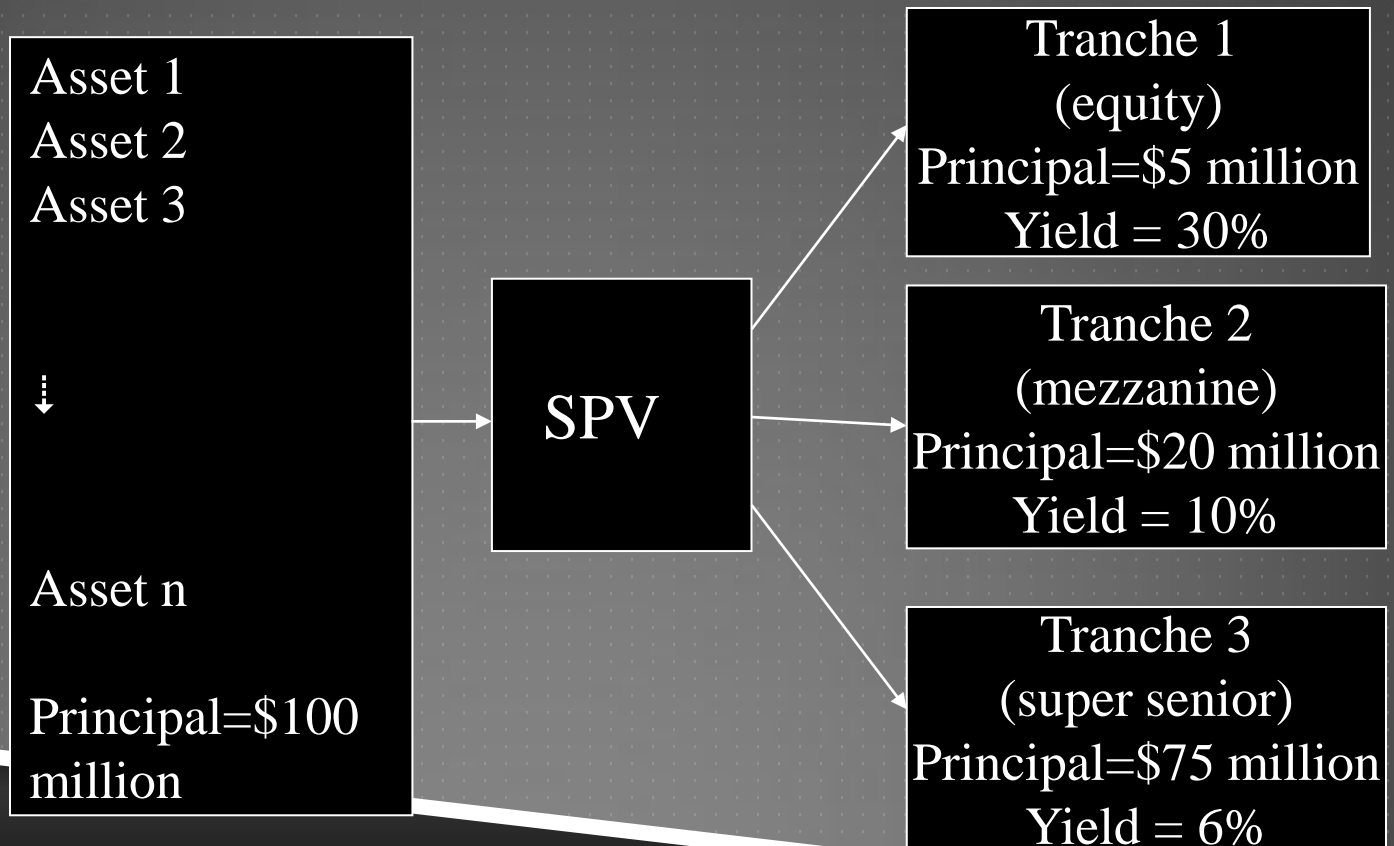 Asset 1
Asset 2
Asset 3
Asset n
Principal=$100
million
SPV
Tranche 1
(equity)
Principal=$5 million
Yield = 30%
Tranche 2
(mezzanine)
Principal=$20 million
Yield = 10%
Tranche 3
(super senior)
Principal=$75 million
Yield = 6%